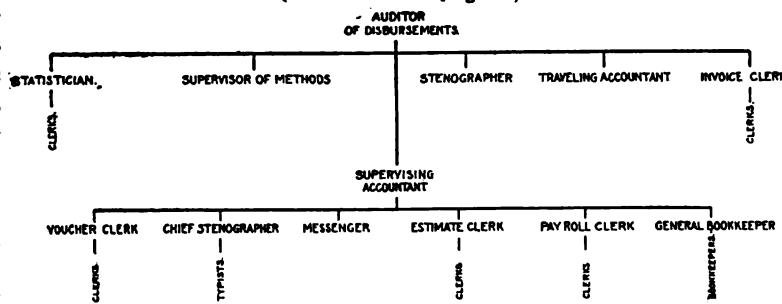 AUDITOR
OF DISBURSEMENTS
STATISTICIAN. SUPERVISOR OF METHODS STENOGRAPHER TRAVELING ACCOUNTANT INVOICE CLERK
CLERKS. CLERKS.
SUPERVISING
ACCOUNTANT
VOUCHER CLERK CHIEF STENOGRAPHER MESSENGER ESTIMATE CLERK PAY ROLL CLERK GENERAL BOOKKEEPER
CLERKS. TYPISTS. CLERKS CLERKS BOOKKEEPERS.